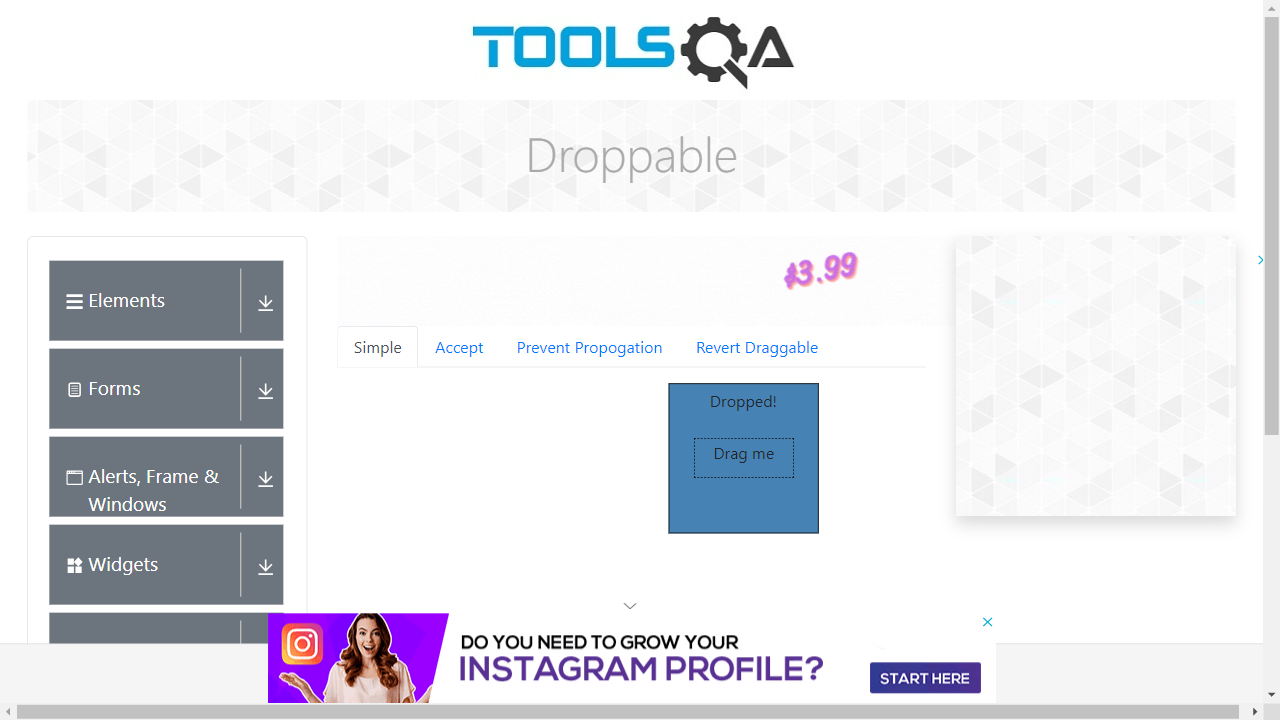 TOOLSQA
Droppable
Elements
Forms
Alerts, Frame &
Windows
Widgets
$3.99
Simple
Accept
Prevent Propogation
Revert Draggable
Dropped!
Drag me
DO YOU NEED TO GROW YOUR
INSTAGRAM PROFILE?
START HERE